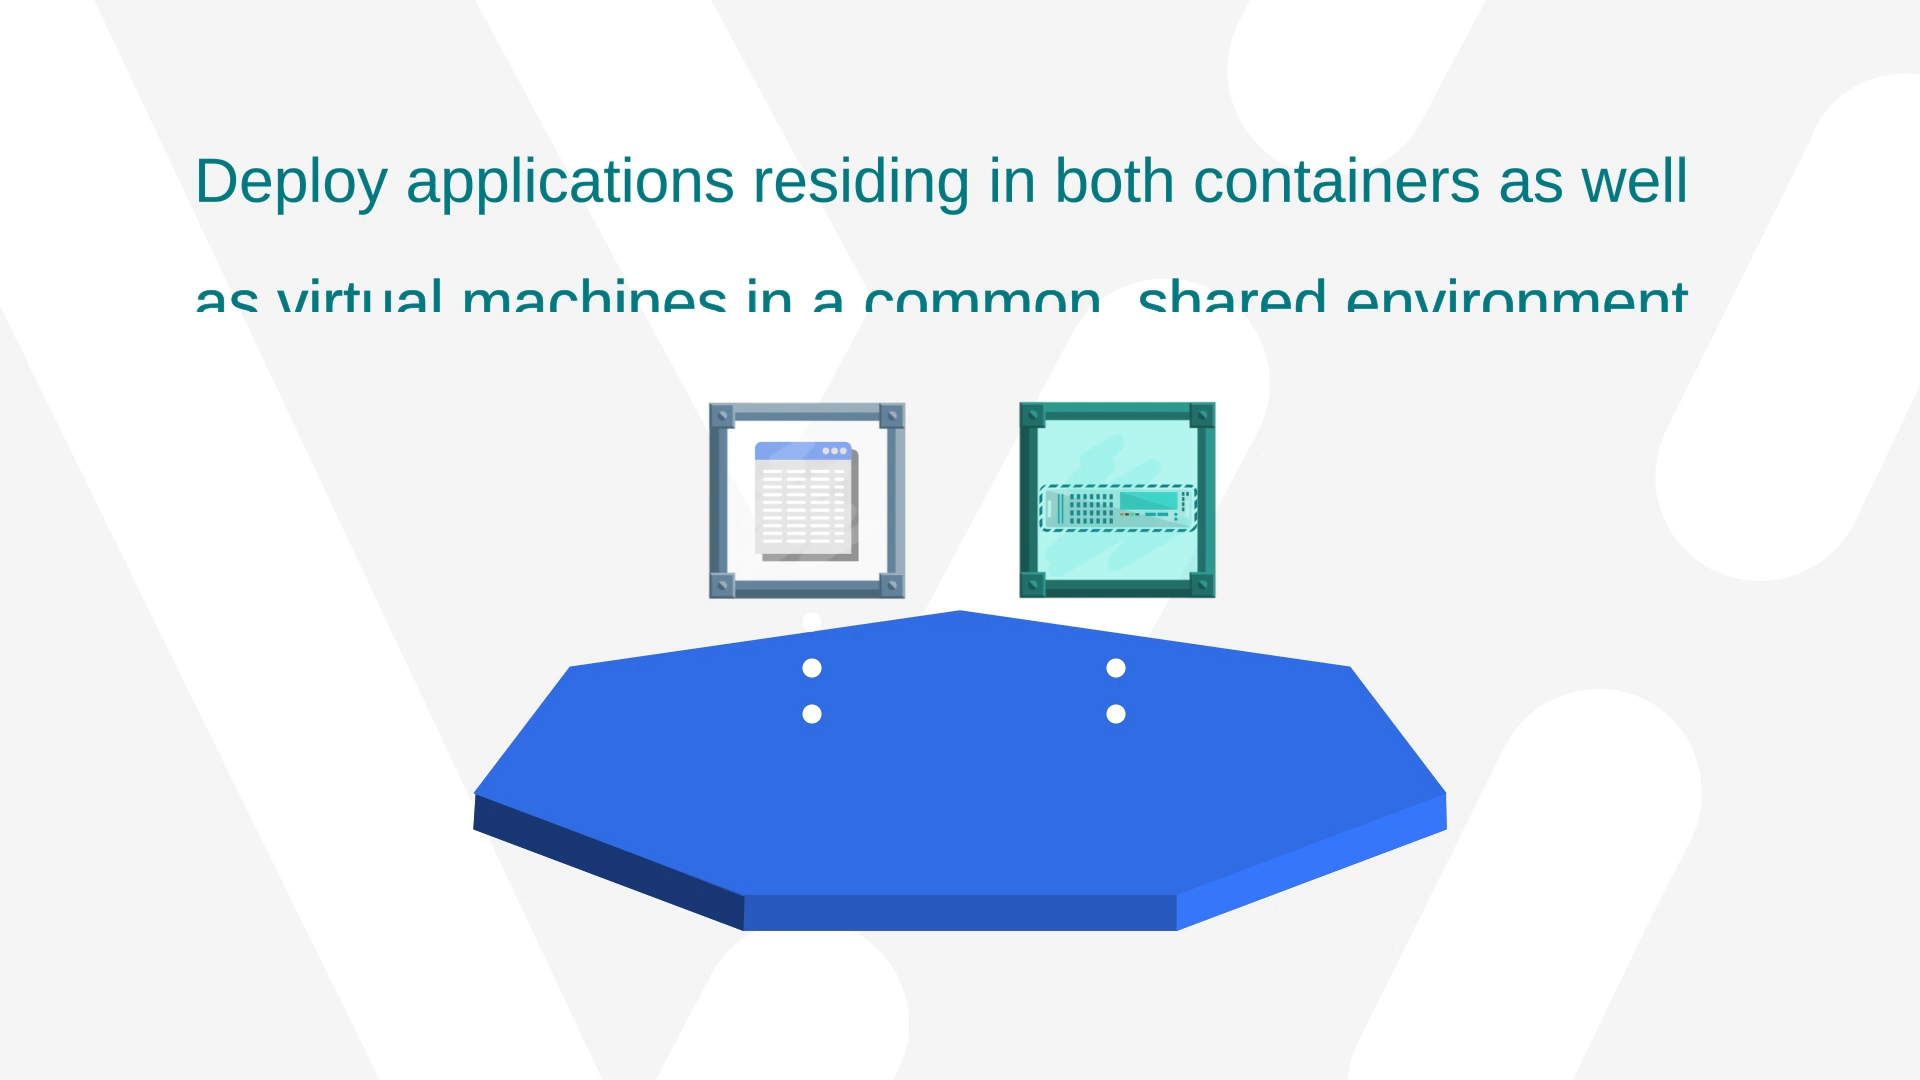 Deploy applications residing in both containers as well
as virtual machines in a common, shared environment